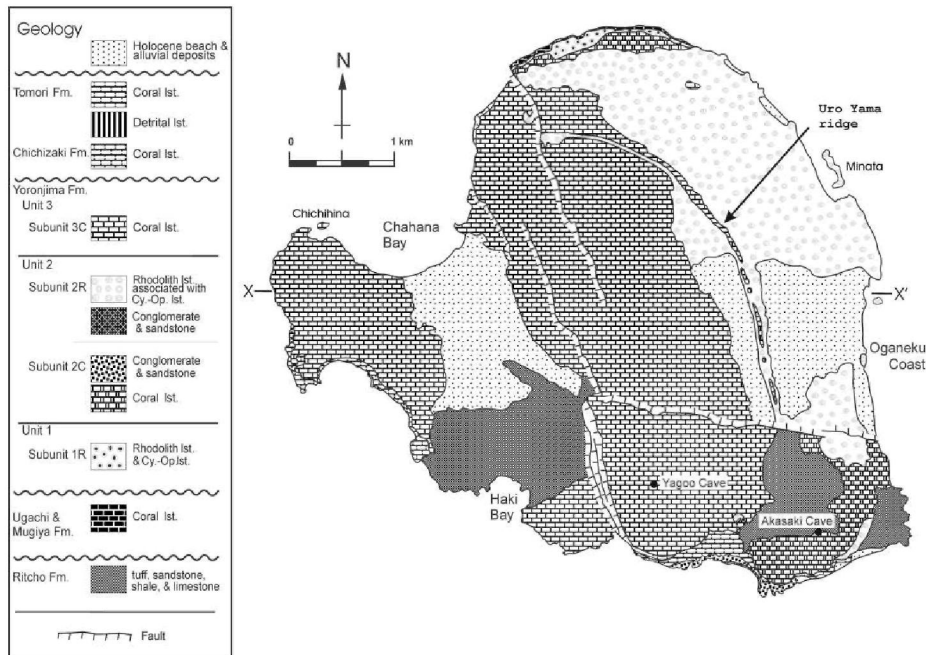 Geology
Holocene beach &
alluvial deposits
Tomori Fm.
Coral lst.
Detrital lst.
Chichizaki Fm.
Coral lst.
Yoronjima Fm.
Unit 3
Subunit 3C
Coral lst.
Unit 2
Subunit 2R
Rhodolith lst.
associated with
Cy.-Op. lst.
Conglomerate
& sandstone
Subunit 2C
Conglomerate
& sandstone
Coral lst.
Unit 1
Subunit 1R
Rhodolith lst.
& Cy.-Op.lst.
Ugachi &
Mugiya Fm.
Coral lst.
Ritcho Fm.
tuff, sandstone,
shale, & limestone
Fault
N
0 1 km
Uro Yama
ridge
Minata
Chichihina
Chahana
Bay
X
X'
Oganeku
Coast
Haki
Bay
Yagoo Cave
Akasaki Cave